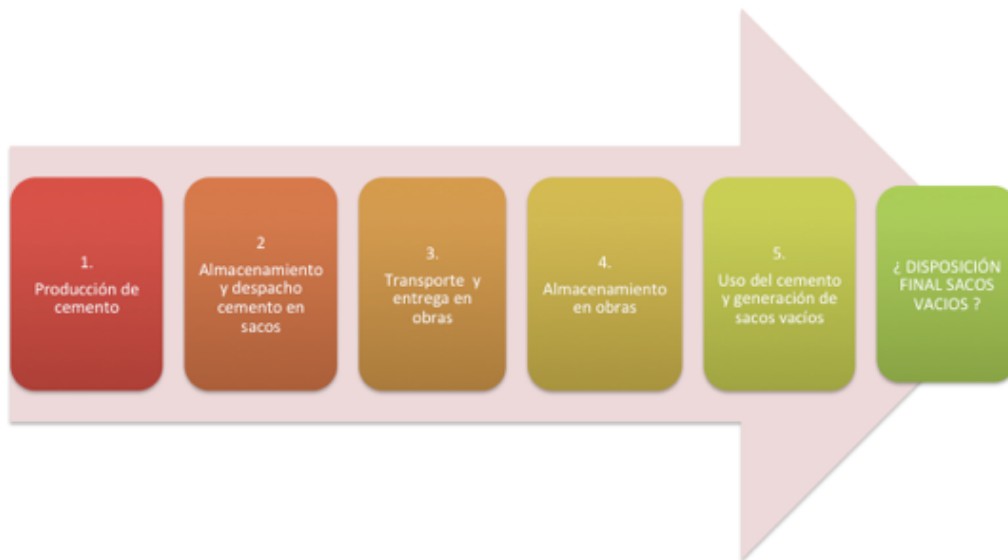 1.
Producción de
cemento
2
Almacenamiento
y despacho
cemento en
sacos
3.
Transporte y
entrega en
obras
4.
Almacenamiento
en obras
5.
Uso del cemento
y generación de
sacos vacíos
¿ DISPOSICIÓN
FINAL SACOS
VACIOS ?